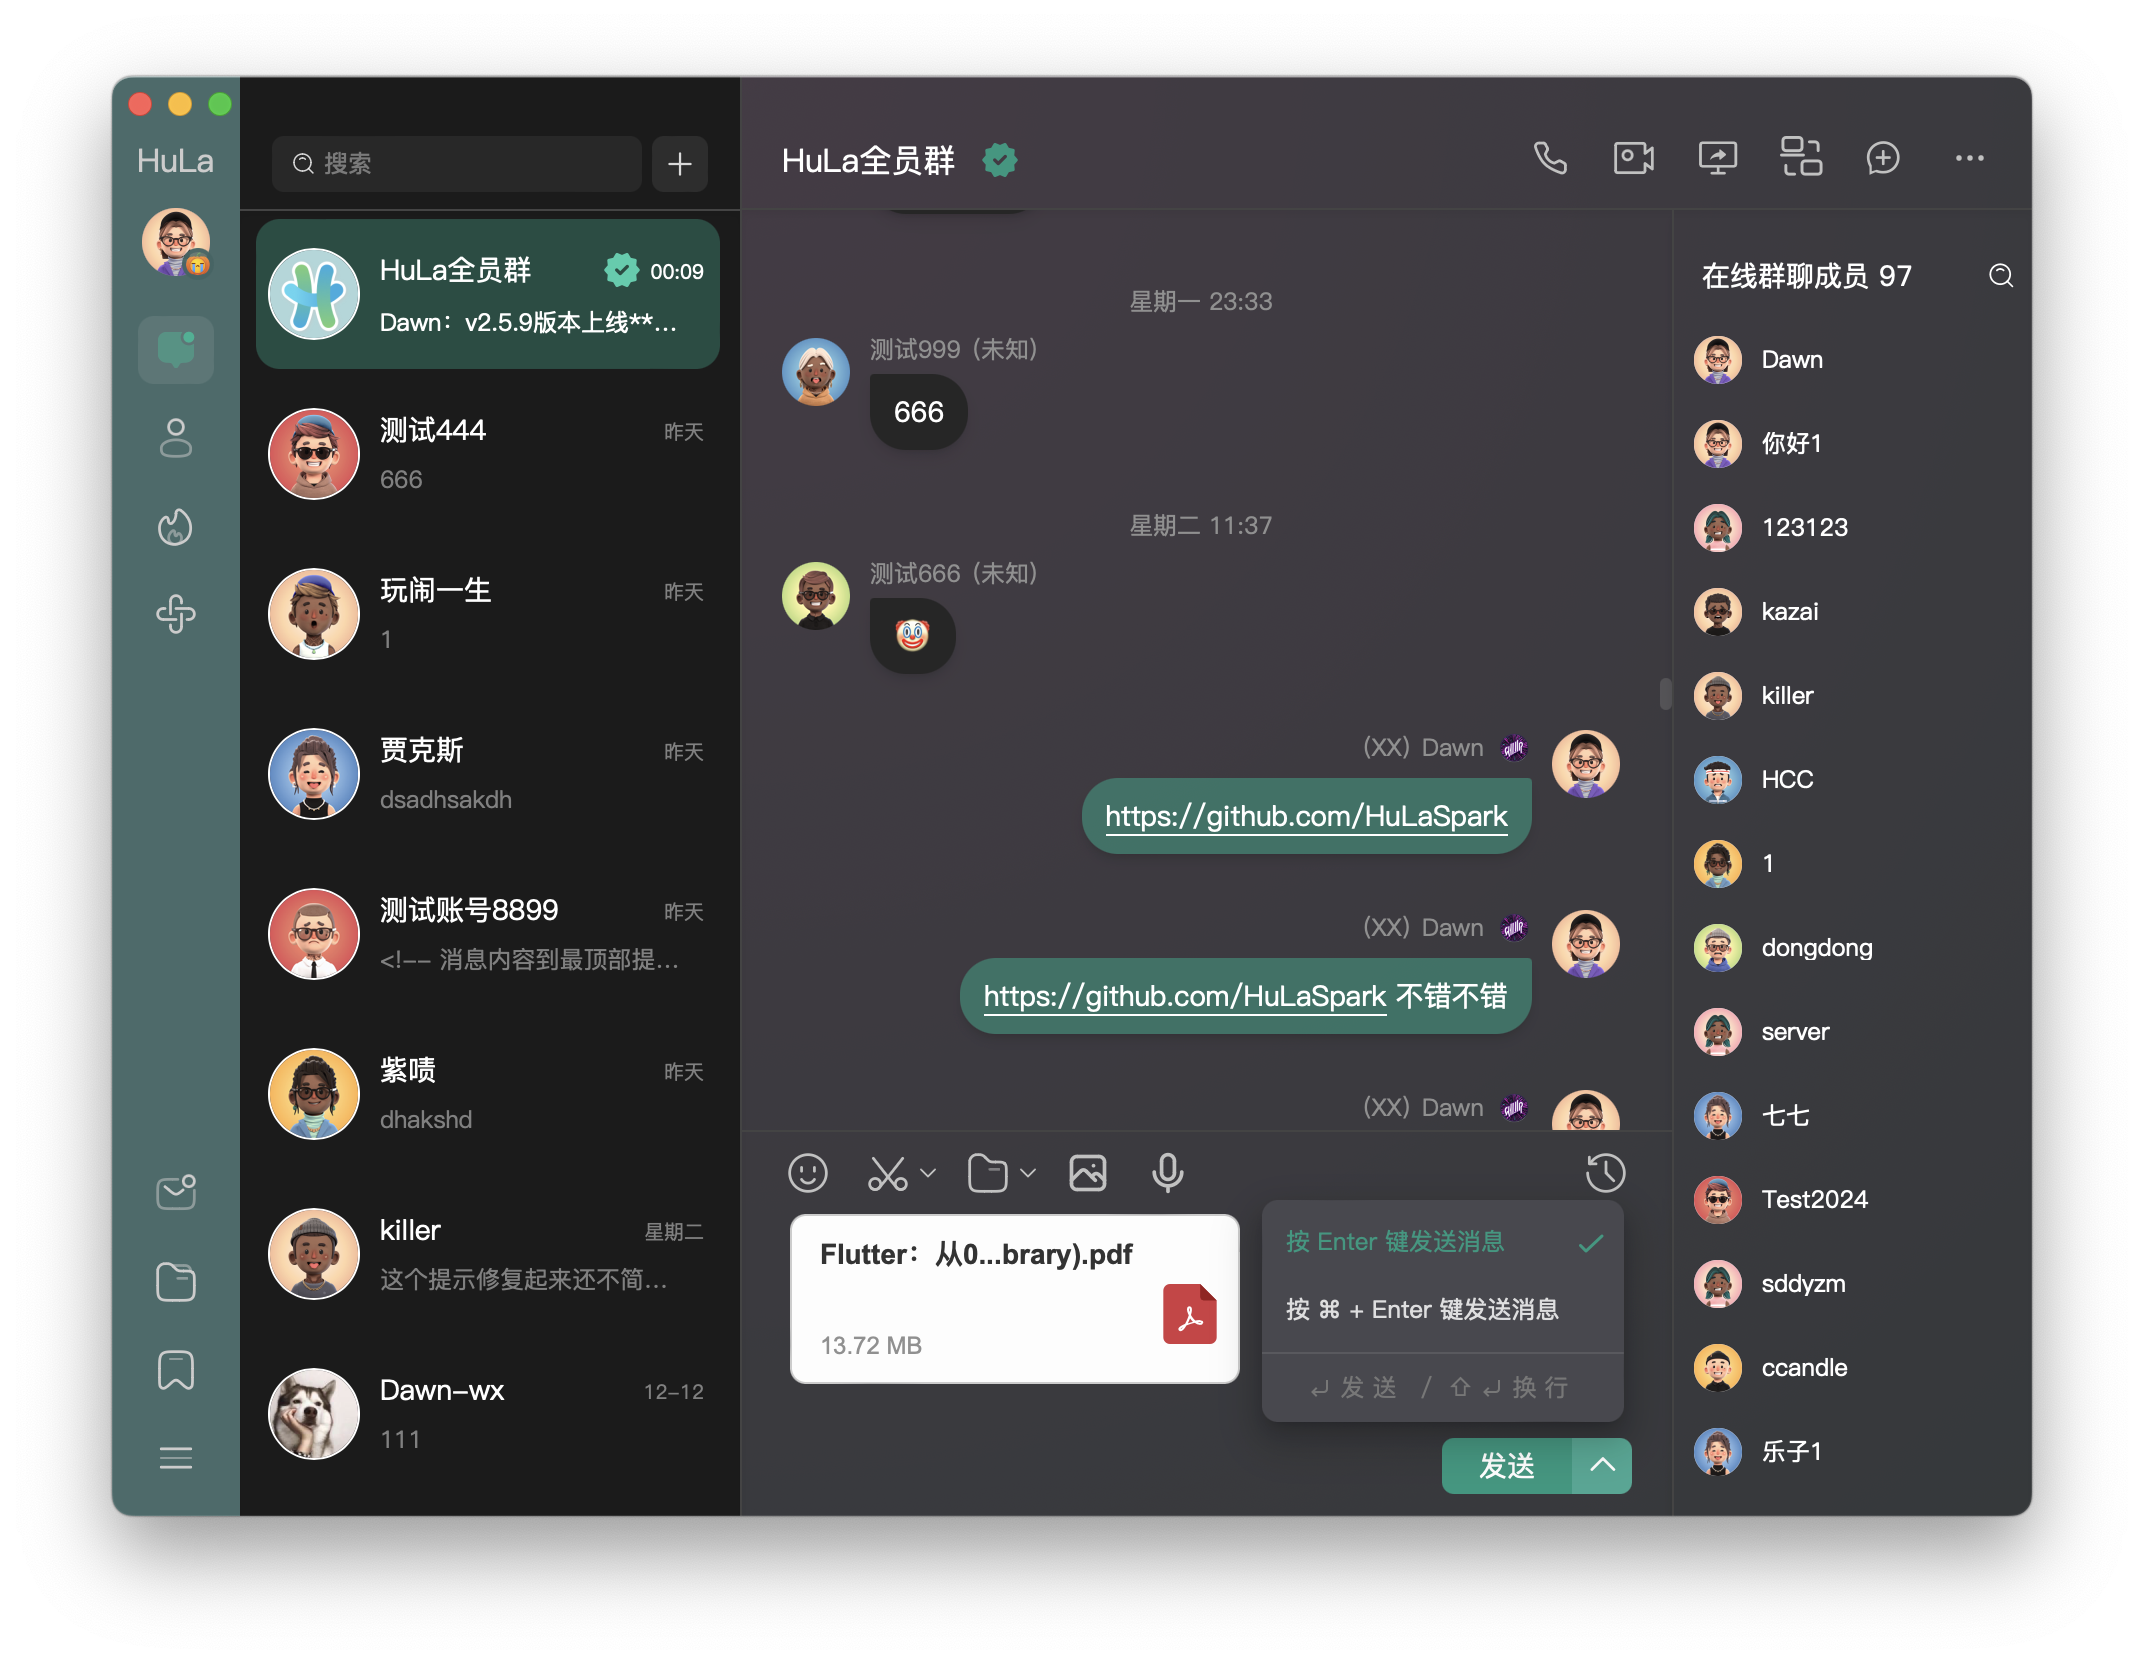 HuLa
搜索
HuLa全员群
00:09
Dawn：v2.5.9版本上线**...
测试444
昨天
666
玩闹一生
昨天
1
贾克斯
昨天
dsadhsakdh
测试账号8899
昨天
<!-- 消息内容到最顶部提...
紫啧
昨天
dhakshd
killer
星期二
这个提示修复起来还不简...
Dawn-wx
12-12
111
HuLa全员群
星期一 23:33
测试999（未知）
666
星期二 11:37
测试666（未知）
（XX） Dawn
https://github.com/HuLaSpark
（XX） Dawn
https://github.com/HuLaSpark 不错不错
（XX） Dawn
Flutter：从0...brary).pdf
13.72 MB
按 Enter 键发送消息
按 ⌘ + Enter 键发送消息
↵ 发送 / ⇧ ↵ 换行
发送
在线群聊成员 97
Dawn
你好1
123123
kazai
killer
HCC
1
dongdong
server
七七
Test2024
sddyzm
ccandle
乐子1